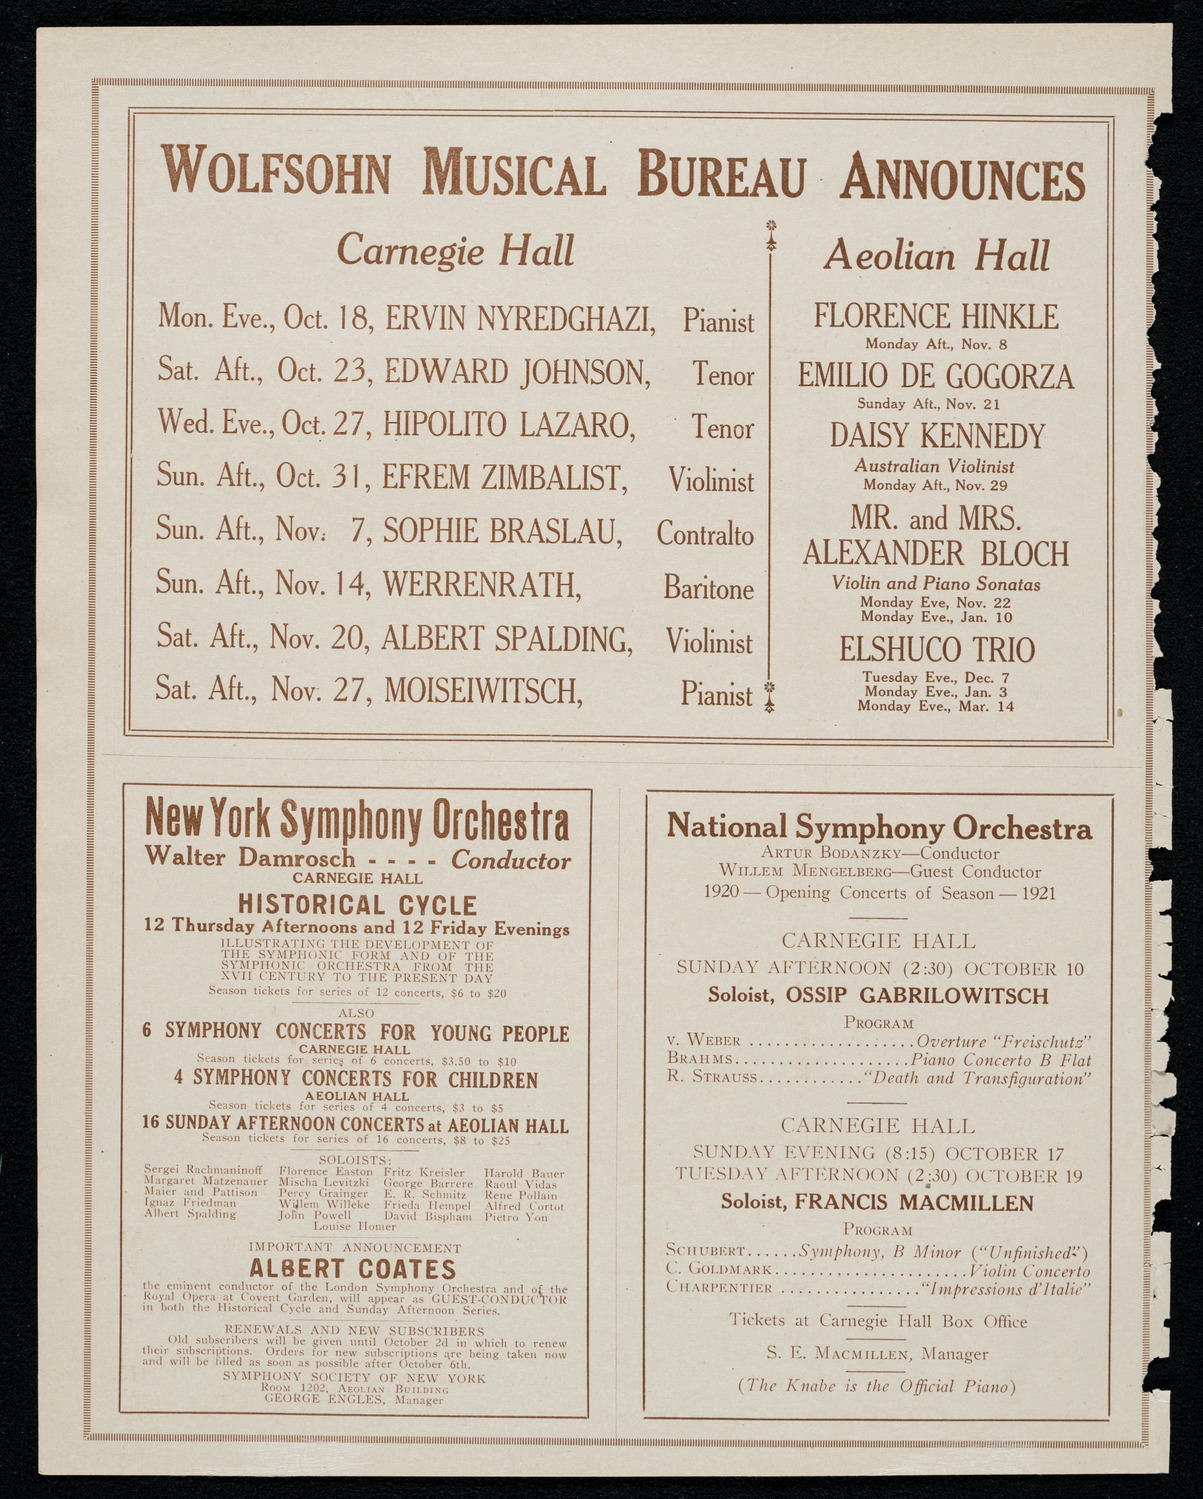 WOLFSOHN MUSICAL BUREAU ANNOUNCES
Carnegie Hall
Mon. Eve., Oct. 18, ERVIN NYREDGHAZI, Pianist
Sat. Aft., Oct. 23, EDWARD JOHNSON, Tenor
Wed. Eve., Oct. 27, HIPOLITO LAZARO, Tenor
Sun. Aft., Oct. 31, EFREM ZIMBALIST, Violinist
Sun. Aft., Nov. 7, SOPHIE BRASLAU, Contralto
Sun. Aft., Nov. 14, WERRENRATH, Baritone
Sat. Aft., Nov. 20, ALBERT SPALDING, Violinist
Sat. Aft., Nov. 27, MOISEIWITSCH, Pianist
Aeolian Hall
FLORENCE HINKLE
Monday Aft., Nov. 8
EMILIO DE GOGORZA
Sunday Aft., Nov. 21
DAISY KENNEDY
Australian Violinist
Monday Aft., Nov. 29
MR. and MRS.
ALEXANDER BLOCH
Violin and Piano Sonatas
Monday Eve, Nov. 22
Monday Eve., Jan. 10
ELSHUCO TRIO
Tuesday Eve., Dec. 7
Monday Eve., Jan. 3
Monday Eve., Mar. 14
New York Symphony Orchestra
Walter Damrosch - - - - Conductor
CARNEGIE HALL
HISTORICAL CYCLE
12 Thursday Afternoons and 12 Friday Evenings
ILLUSTRATING THE DEVELOPMENT OF
THE SYMPHONIC FORM AND OF THE
SYMPHONIC ORCHESTRA FROM THE
XVII CENTURY TO THE PRESENT DAY
Season tickets for series of 12 concerts, $6 to $20
ALSO
6 SYMPHONY CONCERTS FOR YOUNG PEOPLE
CARNEGIE HALL
Season tickets for series of 6 concerts, $3.50 to $10
4 SYMPHONY CONCERTS FOR CHILDREN
AEOLIAN HALL
Season tickets for series of 4 concerts, $3 to $5
16 SUNDAY AFTERNOON CONCERTS at AEOLIAN HALL
Season tickets for series of 16 concerts, $8 to $25
SOLOISTS:
Sergei Rachmaninoff Florence Easton Fritz Kreisler Harold Bauer
Margaret Matzenauer Mischa Levitzki George Barrere Raoul Vidas
Maier and Pattison Percy Grainger E. R. Schmitz Rene Pollain
Ignaz Friedman Willem Willeke Frieda Hempel Alfred Cortot
Albert Spalding John Powell David Bispham Pietro Yon
Louise Homer
IMPORTANT ANNOUNCEMENT
ALBERT COATES
the eminent conductor of the London Symphony Orchestra and of the
Royal Opera at Covent Garden, will appear as GUEST-CONDUCTOR
in both the Historical Cycle and Sunday Afternoon Series.
RENEWALS AND NEW SUBSCRIBERS
Old subscribers will be given until October 2d in which to renew
their subscriptions. Orders for new subscriptions are being taken now
and will be filled as soon as possible after October 6th.
SYMPHONY SOCIETY OF NEW YORK
ROOM 1202, AEOLIAN BUILDING
GEORGE ENGLES, Manager
National Symphony Orchestra
ARTUR BODANZKY—Conductor
WILLEM MENGELBERG—Guest Conductor
1920 — Opening Concerts of Season — 1921
CARNEGIE HALL
SUNDAY AFTERNOON (2:30) OCTOBER 10
Soloist, OSSIP GABRILOWITSCH
PROGRAM
V. WEBER ...................Overture "Freischutz"
BRAHMS....................Piano Concerto B Flat
R. STRAUSS............"Death and Transfiguration"
CARNEGIE HALL
SUNDAY EVENING (8:15) OCTOBER 17
TUESDAY AFTERNOON (2:30) OCTOBER 19
Soloist, FRANCIS MACMILLEN
PROGRAM
SCHUBERT......Symphony, B Minor ("Unfinished")
C. GOLDMARK......................Violin Concerto
CHARPENTIER ................"Impressions d'Italie"
Tickets at Carnegie Hall Box Office
S. E. MACMILLEN, Manager
(The Knabe is the Official Piano)